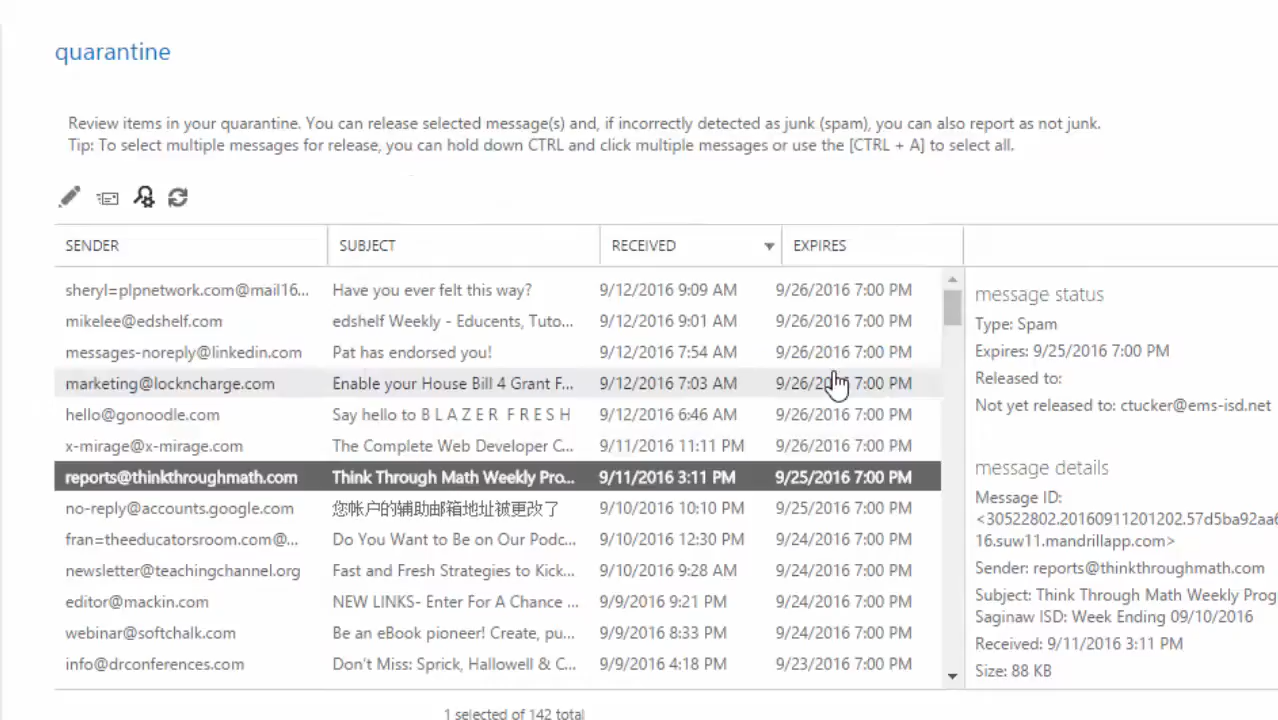 quarantine
Review items in your quarantine. You can release selected message(s) and, if incorrectly detected as junk (spam), you can also report as not junk.
Tip: To select multiple messages for release, you can hold down CTRL and click multiple messages or use the [CTRL + A] to select all.
SENDER SUBJECT RECEIVED EXPIRES
sheryl=plpnetwork.com@mail16... Have you ever felt this way? 9/12/2016 9:09 AM 9/26/2016 7:00 PM
mikelee@edshelf.com edshelf Weekly - Educents, Tuto... 9/12/2016 9:01 AM 9/26/2016 7:00 PM
messages-noreply@linkedin.com Pat has endorsed you! 9/12/2016 7:54 AM 9/26/2016 7:00 PM
marketing@lockncharge.com Enable your House Bill 4 Grant F... 9/12/2016 7:03 AM 9/26/2016 7:00 PM
hello@gonoodle.com Say hello to B L A Z E R F R E S H 9/12/2016 6:46 AM 9/26/2016 7:00 PM
x-mirage@x-mirage.com The Complete Web Developer C... 9/11/2016 11:11 PM 9/26/2016 7:00 PM
reports@thinkthroughmath.com Think Through Math Weekly Pro... 9/11/2016 3:11 PM 9/25/2016 7:00 PM
no-reply@accounts.google.com 您帐户的辅助邮箱地址被更改了 9/10/2016 10:10 PM 9/25/2016 7:00 PM
fran=theeducatorsroom.com@... Do You Want to Be on Our Podc... 9/10/2016 12:30 PM 9/24/2016 7:00 PM
newsletter@teachingchannel.org Fast and Fresh Strategies to Kick... 9/10/2016 9:28 AM 9/24/2016 7:00 PM
editor@mackin.com NEW LINKS- Enter For A Chance ... 9/9/2016 9:21 PM 9/24/2016 7:00 PM
webinar@softchalk.com Be an eBook pioneer! Create, pu... 9/9/2016 8:33 PM 9/24/2016 7:00 PM
info@drconferences.com Don't Miss: Sprick, Hallowell & C... 9/9/2016 4:18 PM 9/23/2016 7:00 PM
1 selected of 142 total
message status
Type: Spam
Expires: 9/25/2016 7:00 PM
Released to:
Not yet released to: ctucker@ems-isd.net
message details
Message ID:
<30522802.20160911201202.57d5ba92aa6
16.suw11.mandrillapp.com>
Sender: reports@thinkthroughmath.com
Subject: Think Through Math Weekly Prog
Saginaw ISD: Week Ending 09/10/2016
Received: 9/11/2016 3:11 PM
Size: 88 KB